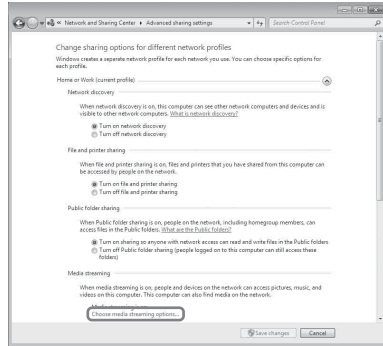 « Network and Sharing Center ▸ Advanced sharing settings
Search Control Panel
Change sharing options for different network profiles
Windows creates a separate network profile for each network you use. You can choose specific options for
each profile.
Home or Work (current profile)
Network discovery
When network discovery is on, this computer can see other network computers and devices and is
visible to other network computers. What is network discovery?
Turn on network discovery
Turn off network discovery
File and printer sharing
When file and printer sharing is on, files and printers that you have shared from this computer can
be accessed by people on the network.
Turn on file and printer sharing
Turn off file and printer sharing
Public folder sharing
When Public folder sharing is on, people on the network, including homegroup members, can
access files in the Public folders. What are the Public folders?
Turn on sharing so anyone with network access can read and write files in the Public folders
Turn off Public folder sharing (people logged on to this computer can still access these
folders)
Media streaming
When media streaming is on, people and devices on the network can access pictures, music, and
videos on this computer. This computer can also find media on the network.
Choose media streaming options...
Save changes
Cancel